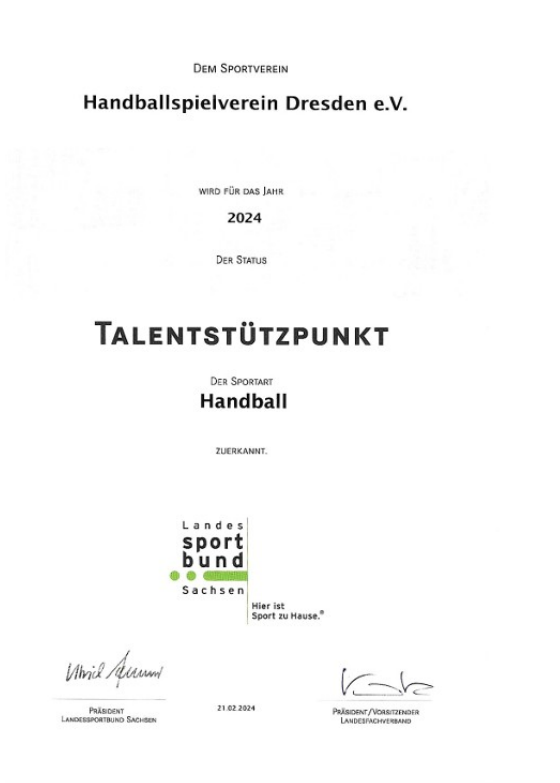 Dem Sportverein
Handballspielverein Dresden e.V.
wird für das Jahr
2024
Der Status
Talentstützpunkt
Der Sportart
Handball
zuerkannt.
Landes
sport
bund
Sachsen
Hier ist
Sport zu Hause.®
Präsident
Landessportbund Sachsen
21.02.2024
Präsident/Vorsitzender
Landesfachverband